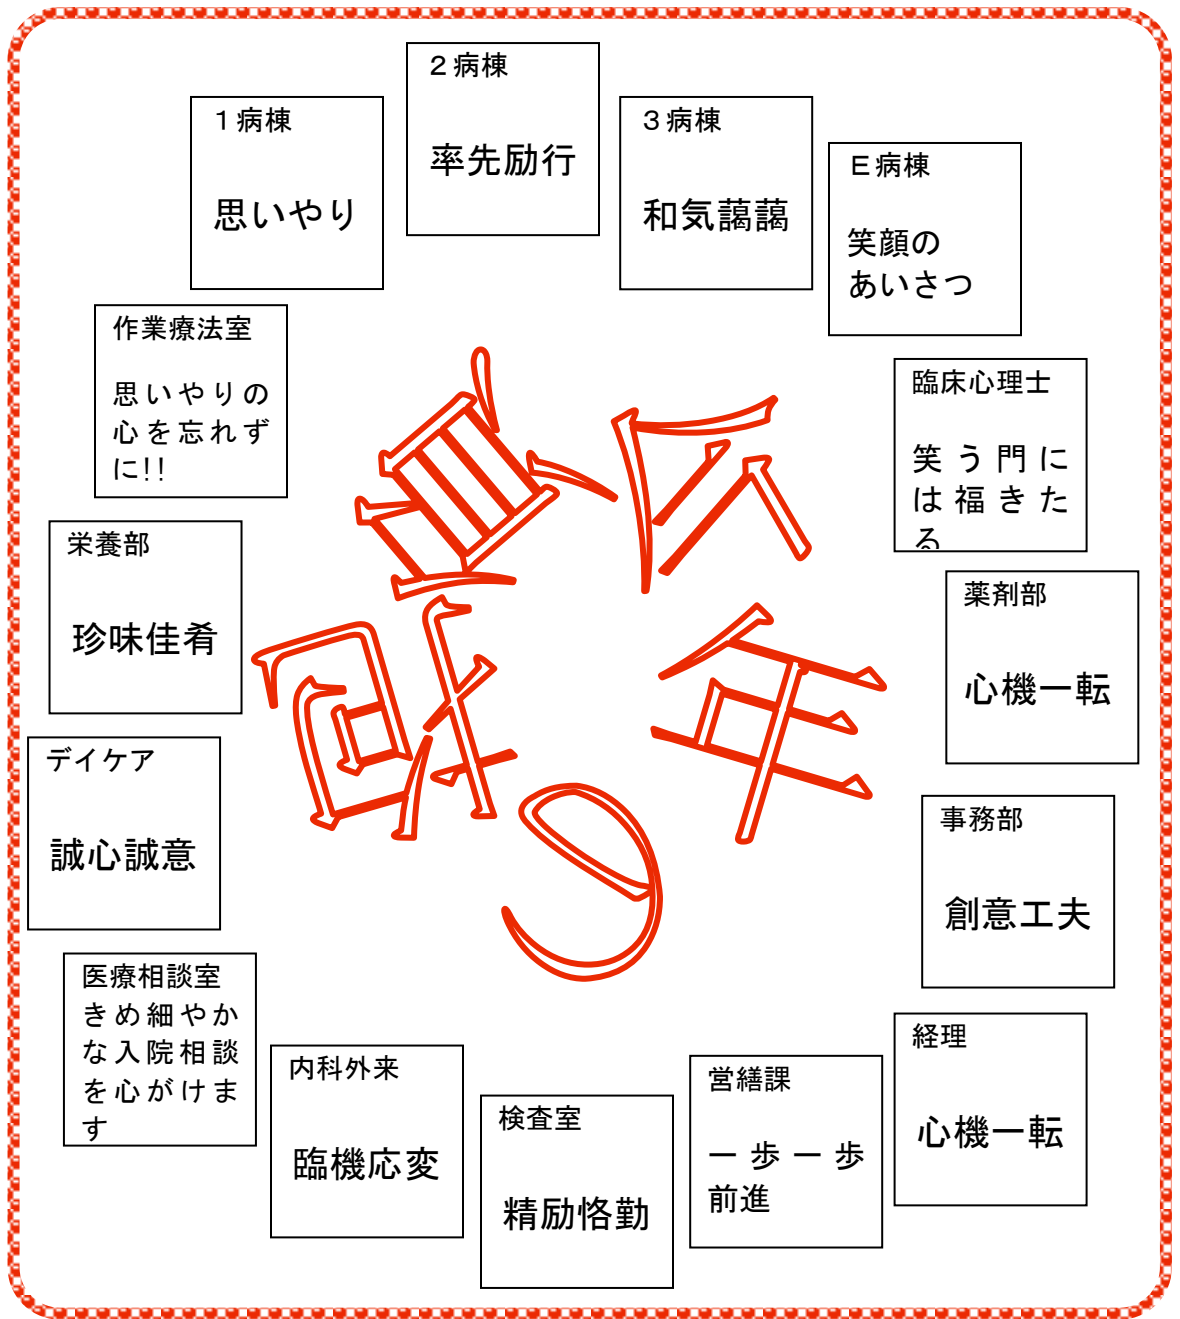 ２病棟
率先励行
１病棟
思いやり
３病棟
和気藹藹
Ｅ病棟
笑顔の
あいさつ
作業療法室
思いやりの
心を忘れず
に!!
臨床心理士
笑う門に
は福きた
る
今年の抱負
栄養部
珍味佳肴
薬剤部
心機一転
デイケア
誠心誠意
事務部
創意工夫
医療相談室
きめ細やか
な入院相談
を心がけま
す
経理
心機一転
内科外来
臨機応変
営繕課
一歩一歩
前進
検査室
精励恪勤